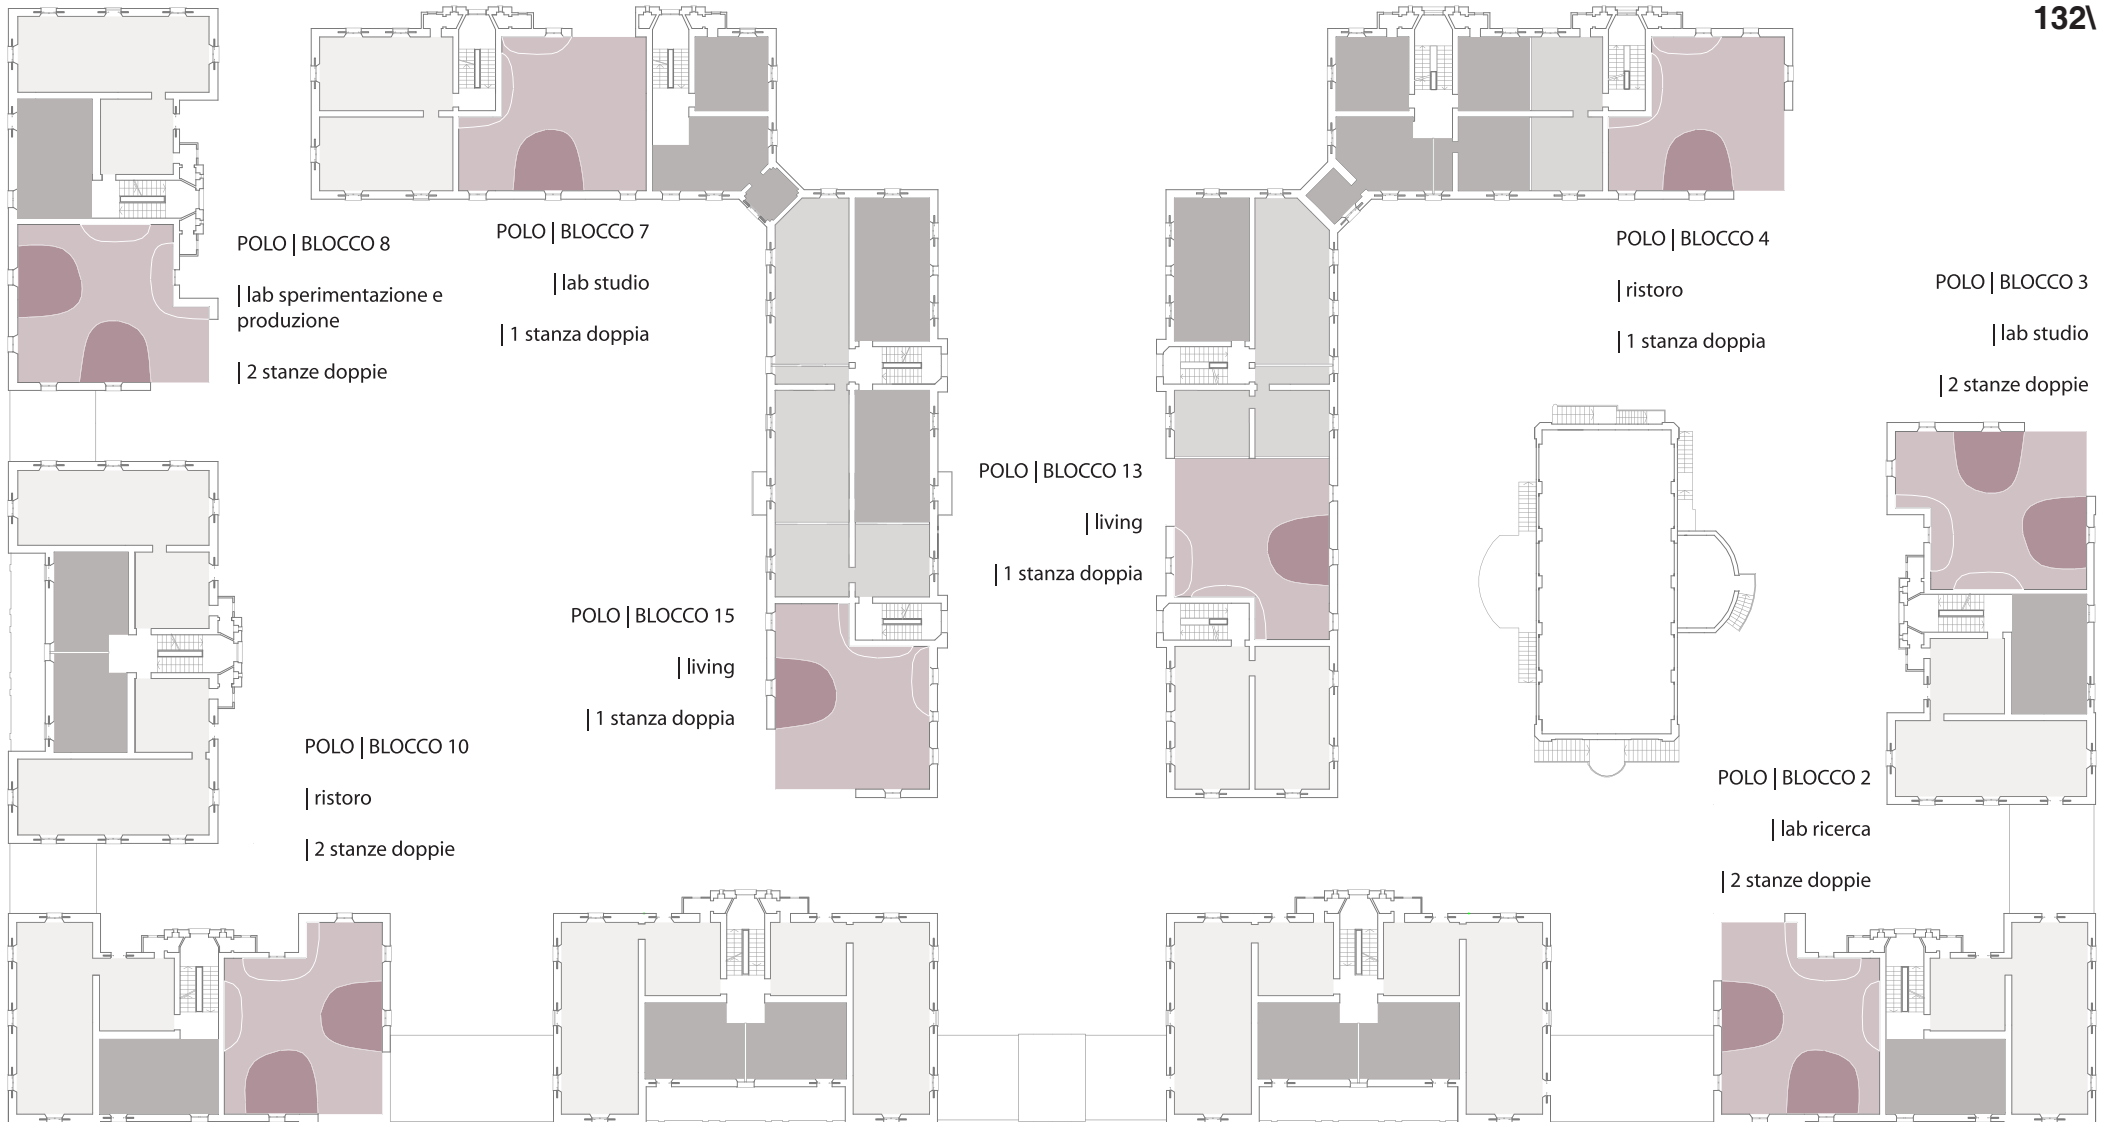 132\
POLO | BLOCCO 8
| lab sperimentazione e
produzione
| 2 stanze doppie
POLO | BLOCCO 7
| lab studio
| 1 stanza doppia
POLO | BLOCCO 4
| ristoro
| 1 stanza doppia
POLO | BLOCCO 3
| lab studio
| 2 stanze doppie
POLO | BLOCCO 13
| living
| 1 stanza doppia
POLO | BLOCCO 15
| living
| 1 stanza doppia
POLO | BLOCCO 10
| ristoro
| 2 stanze doppie
POLO | BLOCCO 2
| lab ricerca
| 2 stanze doppie